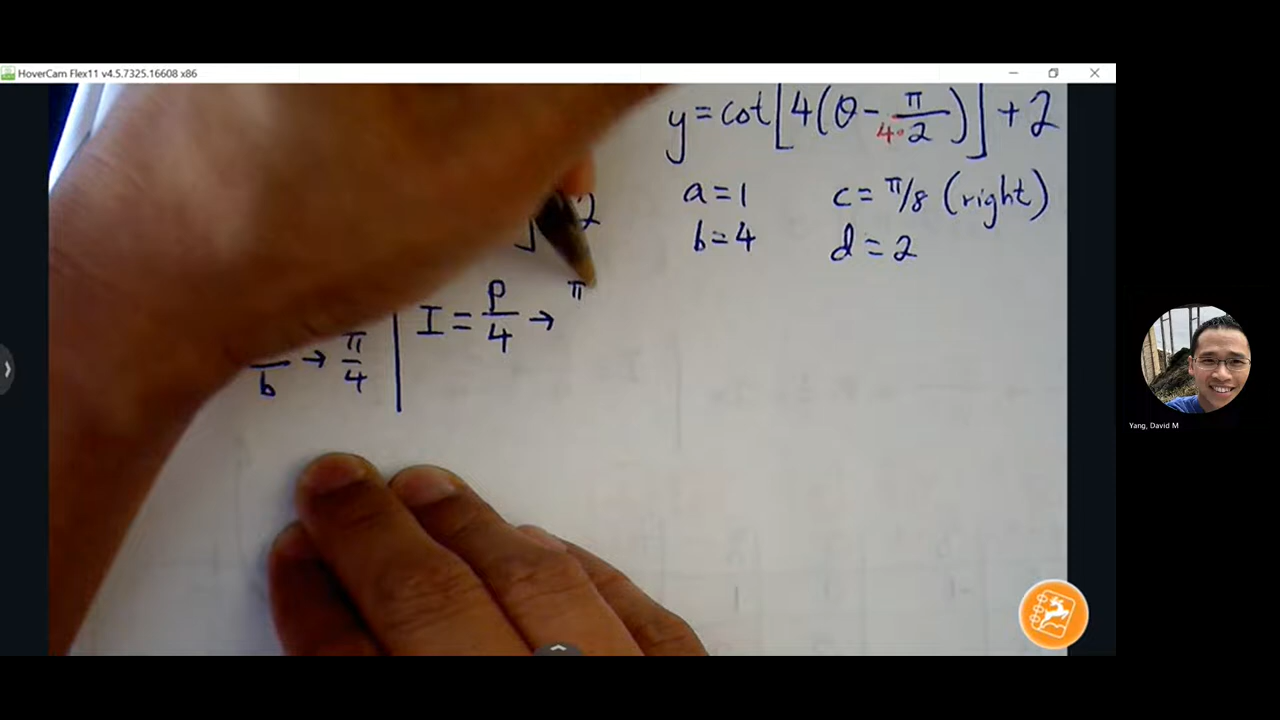 HoverCam Flex11 v4.5.7325.16608 x86
y = cot[4(θ - π/(4·2))] + 2
a = 1 c = π/8 (right)
b = 4 d = 2
2
I = P/4 → π
b → π/4
Yang, David M